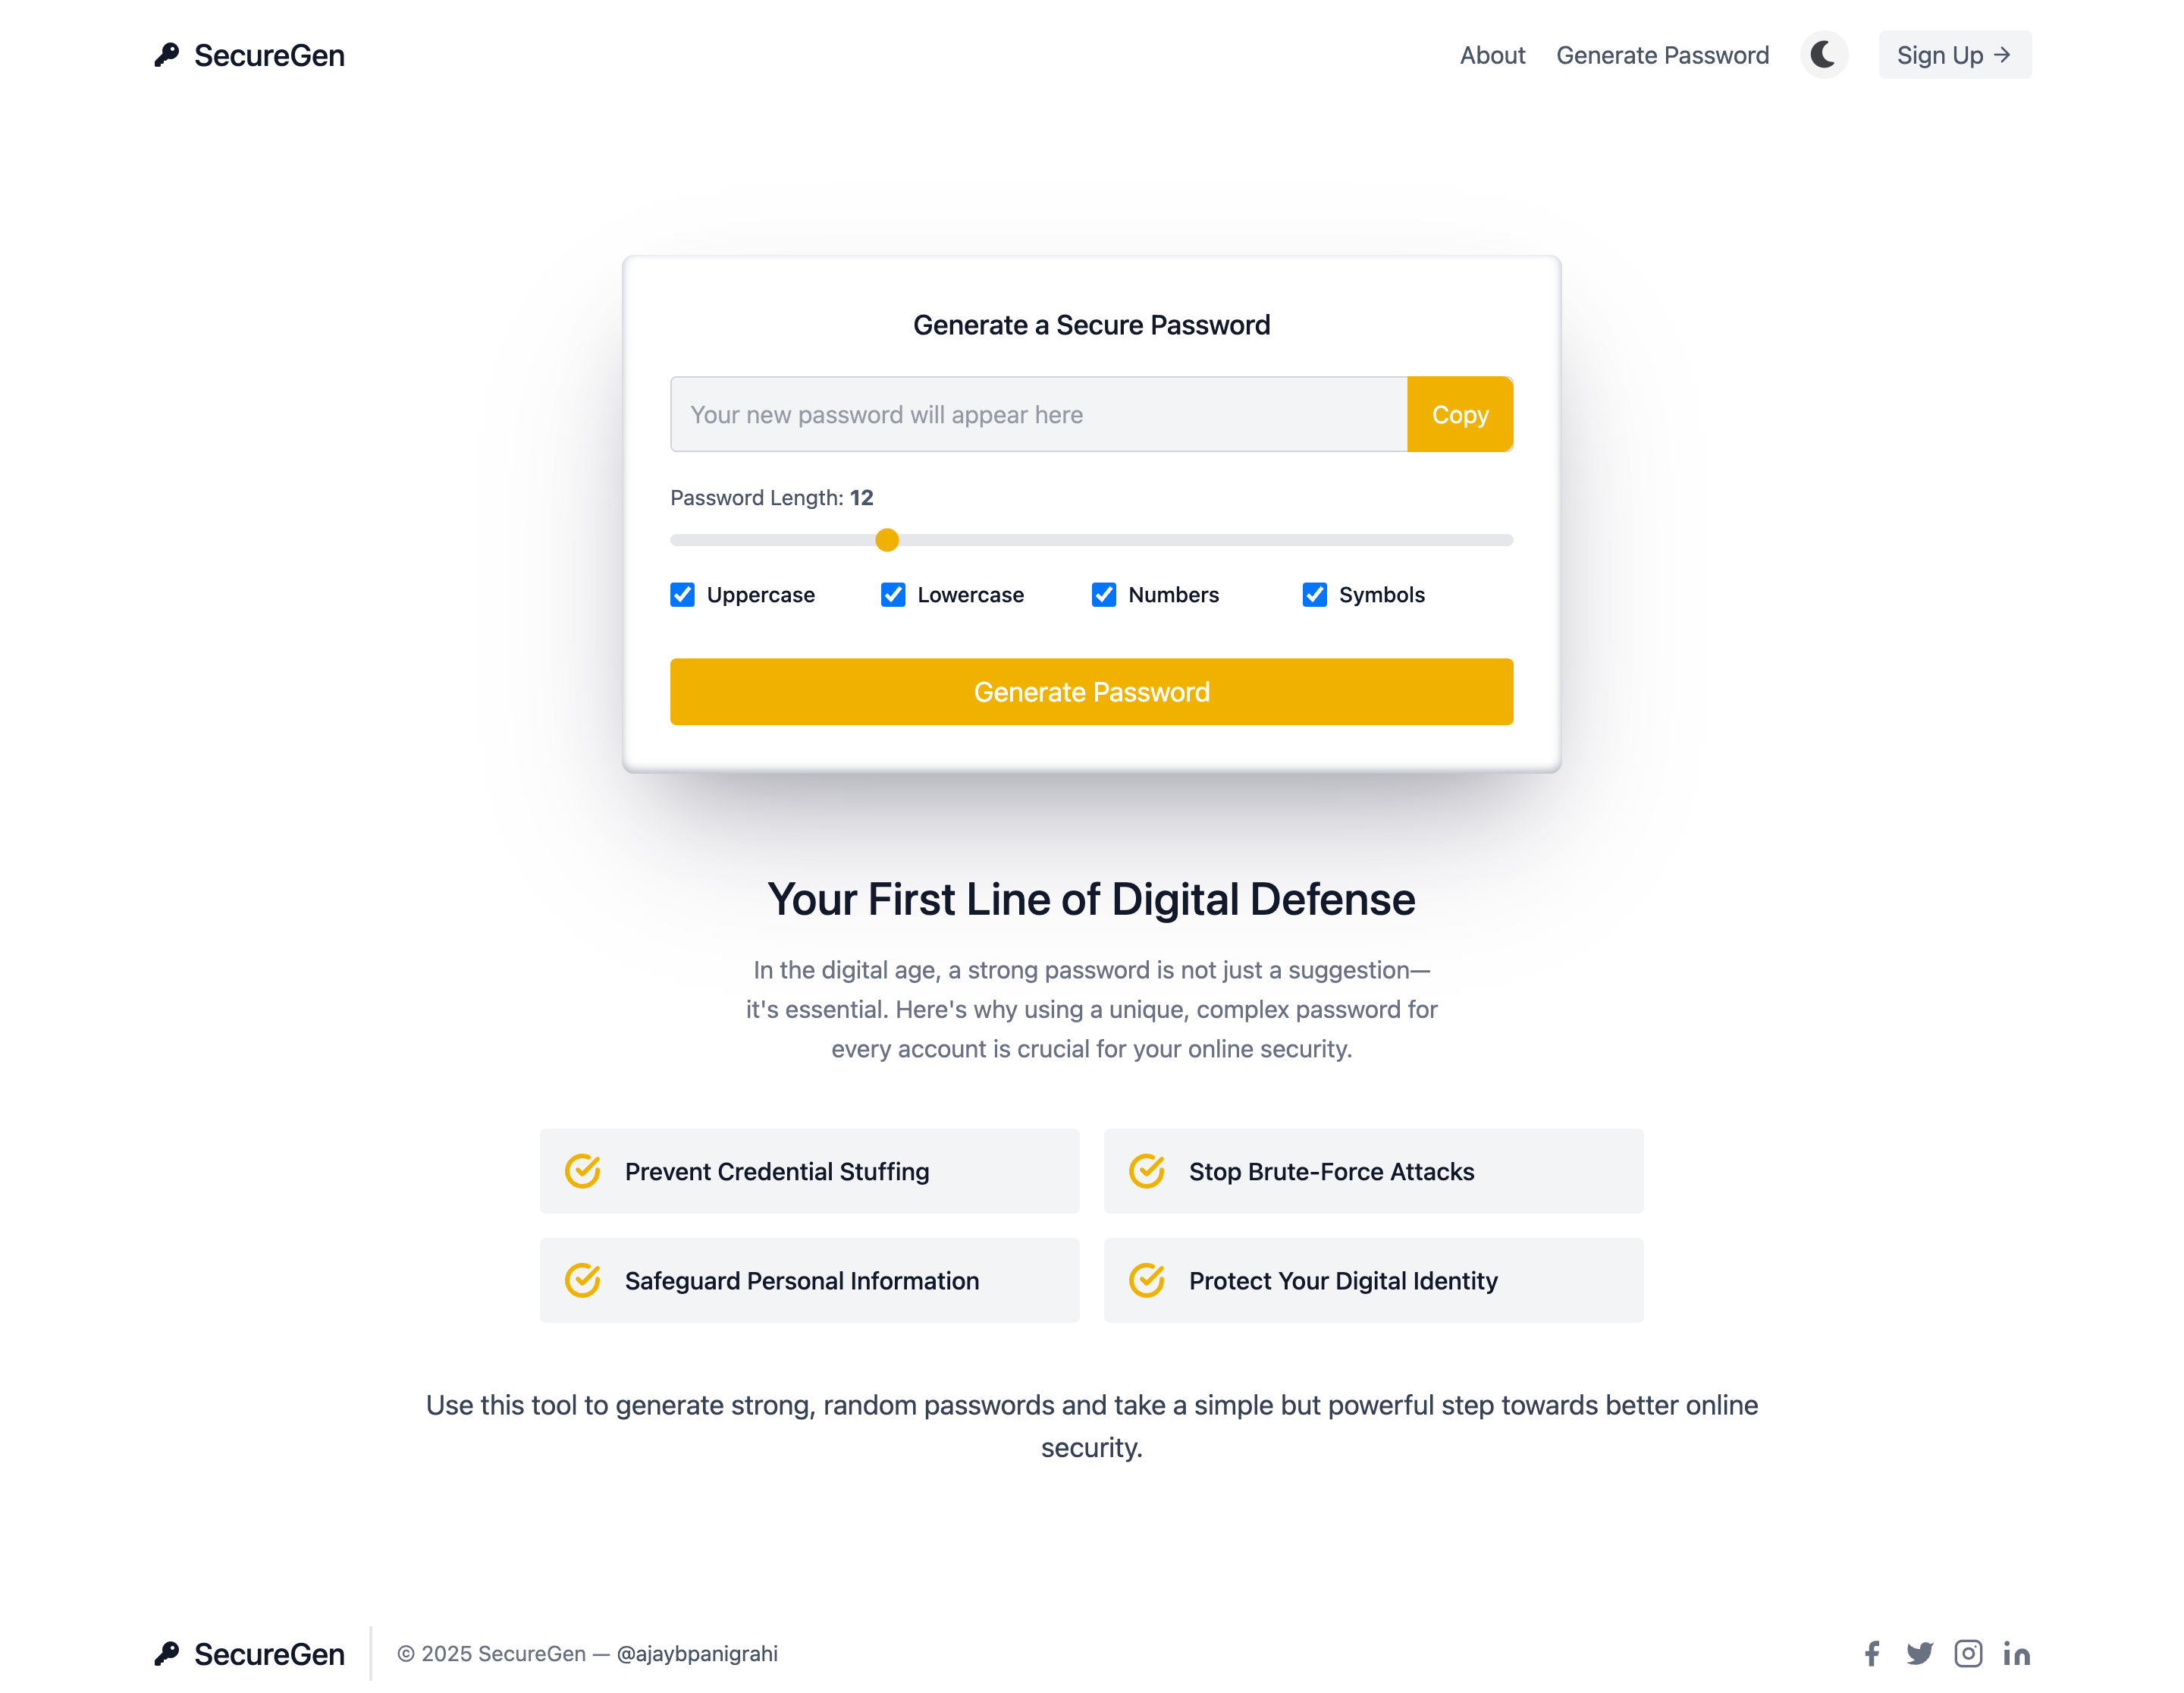 SecureGen
About
Generate Password
Sign Up →
Generate a Secure Password
Your new password will appear here
Copy
Password Length: 12
Uppercase
Lowercase
Numbers
Symbols
Generate Password
Your First Line of Digital Defense
In the digital age, a strong password is not just a suggestion—
it's essential. Here's why using a unique, complex password for
every account is crucial for your online security.
Prevent Credential Stuffing
Stop Brute-Force Attacks
Safeguard Personal Information
Protect Your Digital Identity
Use this tool to generate strong, random passwords and take a simple but powerful step towards better online
security.
SecureGen
© 2025 SecureGen — @ajaybpanigrahi